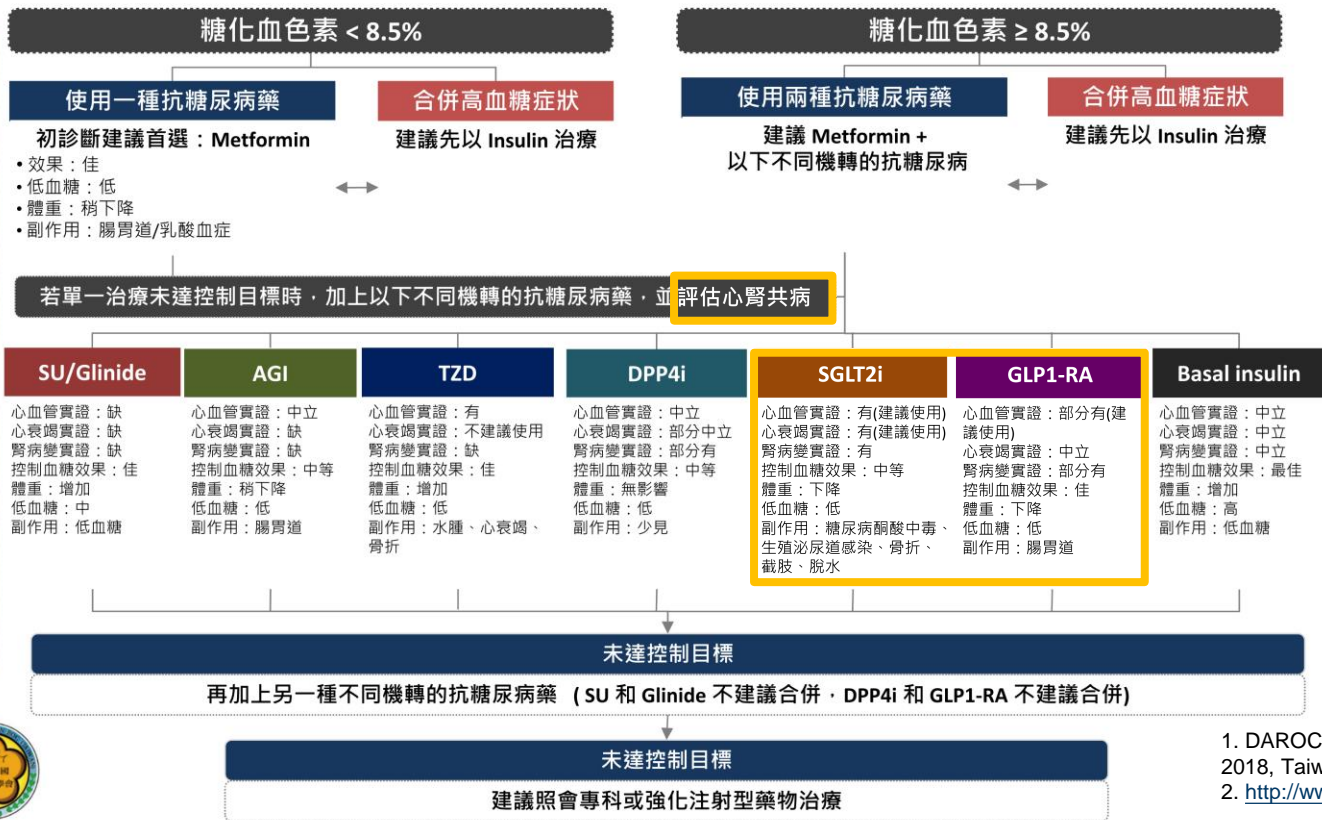 糖化血色素 < 8.5%
使用一種抗糖尿病藥
初診斷建議首選：Metformin
• 效果：佳
• 低血糖：低
• 體重：稍下降
• 副作用：腸胃道/乳酸血症
合併高血糖症狀
建議先以 Insulin 治療
糖化血色素 ≥ 8.5%
使用兩種抗糖尿病藥
建議 Metformin +
以下不同機轉的抗糖尿病
合併高血糖症狀
建議先以 Insulin 治療
若單一治療未達控制目標時，加上以下不同機轉的抗糖尿病藥，並評估心腎共病
SU/Glinide
心血管實證：缺
心衰竭實證：缺
腎病變實證：缺
控制血糖效果：佳
體重：增加
低血糖：中
副作用：低血糖
AGI
心血管實證：中立
心衰竭實證：缺
腎病變實證：缺
控制血糖效果：中等
體重：稍下降
低血糖：低
副作用：腸胃道
TZD
心血管實證：有
心衰竭實證：不建議使用
腎病變實證：缺
控制血糖效果：佳
體重：增加
低血糖：低
副作用：水腫、心衰竭、
骨折
DPP4i
心血管實證：中立
心衰竭實證：部分中立
腎病變實證：部分有
控制血糖效果：中等
體重：無影響
低血糖：低
副作用：少見
SGLT2i
心血管實證：有(建議使用)
心衰竭實證：有(建議使用)
腎病變實證：有
控制血糖效果：中等
體重：下降
低血糖：低
副作用：糖尿病酮酸中毒、
生殖泌尿道感染、骨折、
截肢、脫水
GLP1-RA
心血管實證：部分有(建
議使用)
心衰竭實證：中立
腎病變實證：部分有
控制血糖效果：佳
體重：下降
低血糖：低
副作用：腸胃道
Basal insulin
心血管實證：中立
心衰竭實證：中立
腎病變實證：中立
控制血糖效果：最佳
體重：增加
低血糖：高
副作用：低血糖
未達控制目標
再加上另一種不同機轉的抗糖尿病藥 ( SU 和 Glinide 不建議合併，DPP4i 和 GLP1-RA 不建議合併)
未達控制目標
建議照會專科或強化注射型藥物治療
1. DAROC
2018, Taiw
2. http://ww